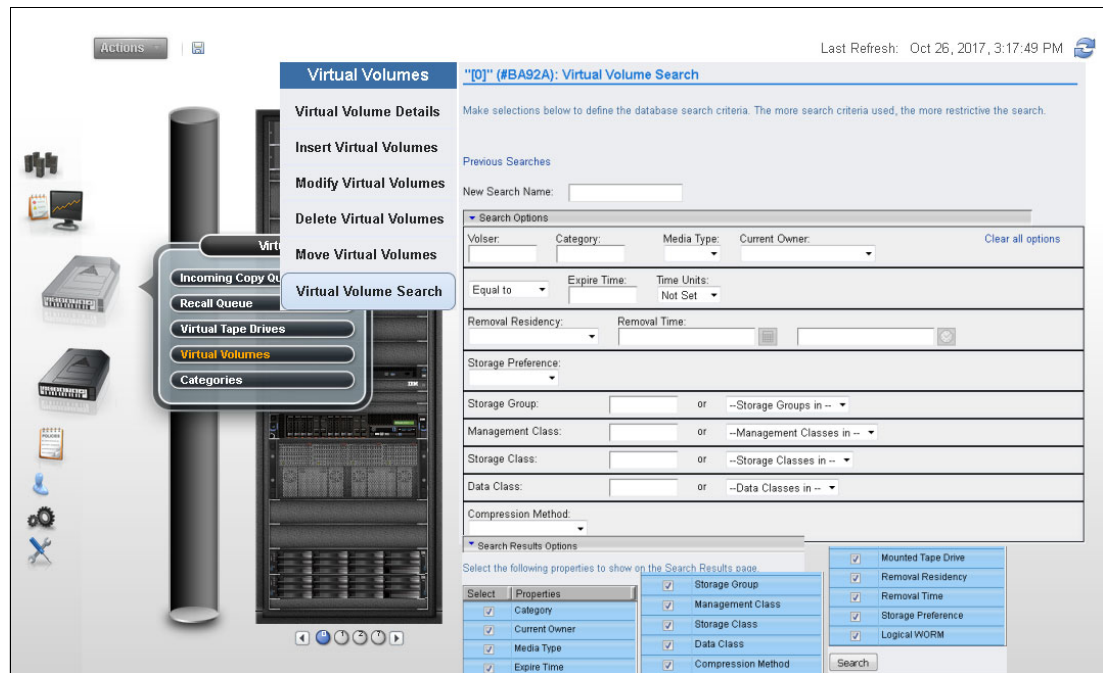 Actions
Last Refresh: Oct 26, 2017, 3:17:49 PM
Virtual Volumes
Virtual Volume Details
Insert Virtual Volumes
Modify Virtual Volumes
Delete Virtual Volumes
Move Virtual Volumes
Virtual Volume Search
Virt
Incoming Copy Qu
Recall Queue
Virtual Tape Drives
Virtual Volumes
Categories
POLICIES
IBM
"[0]" (#BA92A): Virtual Volume Search
Make selections below to define the database search criteria. The more search criteria used, the more restrictive the search.
Previous Searches
New Search Name:
Search Options
Volser: Category: Media Type: Current Owner: Clear all options
Expire Time: Time Units:
Equal to Not Set
Removal Residency: Removal Time:
Storage Preference:
Storage Group: or --Storage Groups in --
Management Class: or --Management Classes in --
Storage Class: or --Storage Classes in --
Data Class: or --Data Classes in --
Compression Method:
Search Results Options
Select the following properties to show on the Search Results page.
Select Properties
Category
Current Owner
Media Type
Expire Time
Storage Group
Management Class
Storage Class
Data Class
Compression Method
Mounted Tape Drive
Removal Residency
Removal Time
Storage Preference
Logical WORM
Search